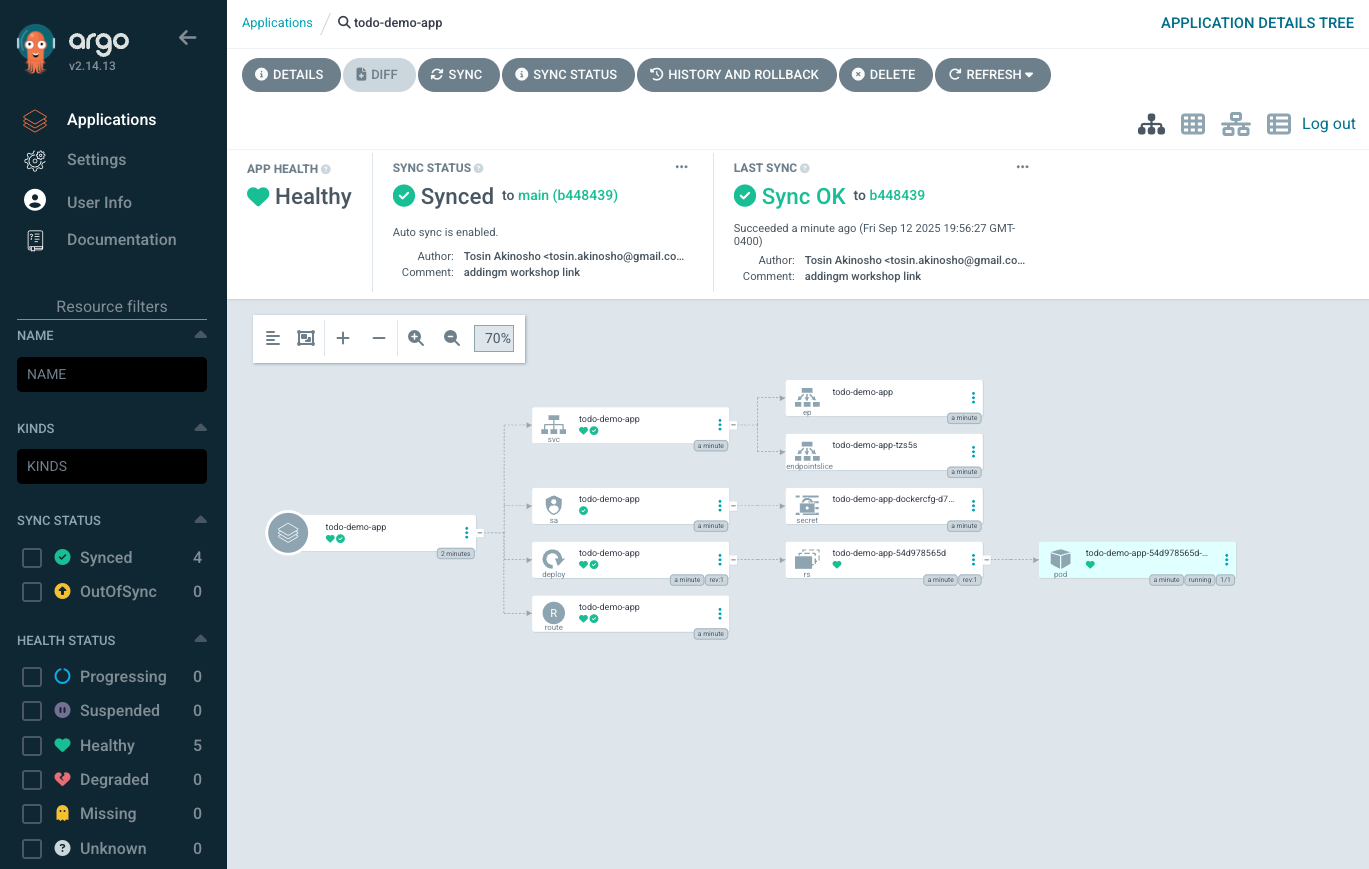 argo
v2.14.13
Applications
Settings
User Info
Documentation
Resource filters
NAME
NAME
KINDS
KINDS
SYNC STATUS
Synced 4
OutOfSync 0
HEALTH STATUS
Progressing 0
Suspended 0
Healthy 5
Degraded 0
Missing 0
Unknown 0
Applications / todo-demo-app
APPLICATION DETAILS TREE
DETAILS DIFF SYNC SYNC STATUS HISTORY AND ROLLBACK DELETE REFRESH
Log out
APP HEALTH
Healthy
SYNC STATUS
Synced to main (b448439)
Auto sync is enabled.
Author: Tosin Akinosho <tosin.akinosho@gmail.co...
Comment: addingm workshop link
LAST SYNC
Sync OK to b448439
Succeeded a minute ago (Fri Sep 12 2025 19:56:27 GMT-
0400)
Author: Tosin Akinosho <tosin.akinosho@gmail.co...
Comment: addingm workshop link
70%
todo-demo-app
2 minutes
todo-demo-app
svc
a minute
todo-demo-app
ep
a minute
todo-demo-app-tzs5s
endpointslice
a minute
todo-demo-app
sa
a minute
todo-demo-app-dockercfg-d7...
secret
a minute
todo-demo-app
deploy
a minute rev:1
todo-demo-app-54d978565d
rs
a minute rev:1
todo-demo-app-54d978565d-...
pod
a minute running 1/1
R
todo-demo-app
route
a minute